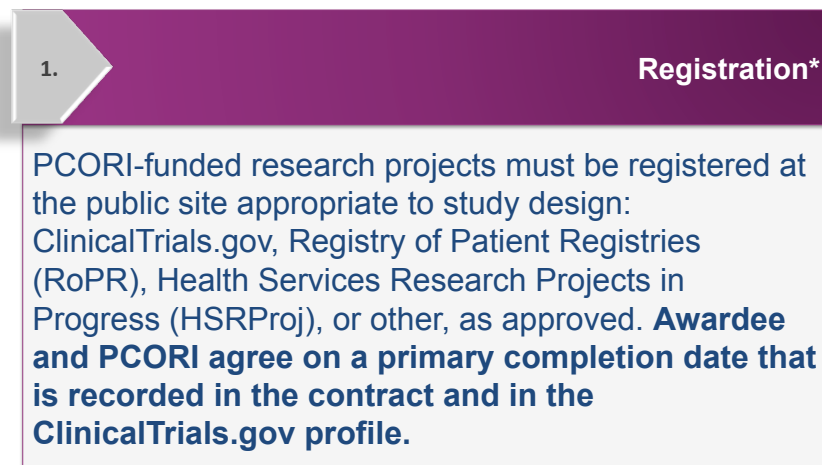 1.
Registration*
PCORI-funded research projects must be registered at
the public site appropriate to study design:
ClinicalTrials.gov, Registry of Patient Registries
(RoPR), Health Services Research Projects in
Progress (HSRProj), or other, as approved. Awardee
and PCORI agree on a primary completion date that
is recorded in the contract and in the
ClinicalTrials.gov profile.